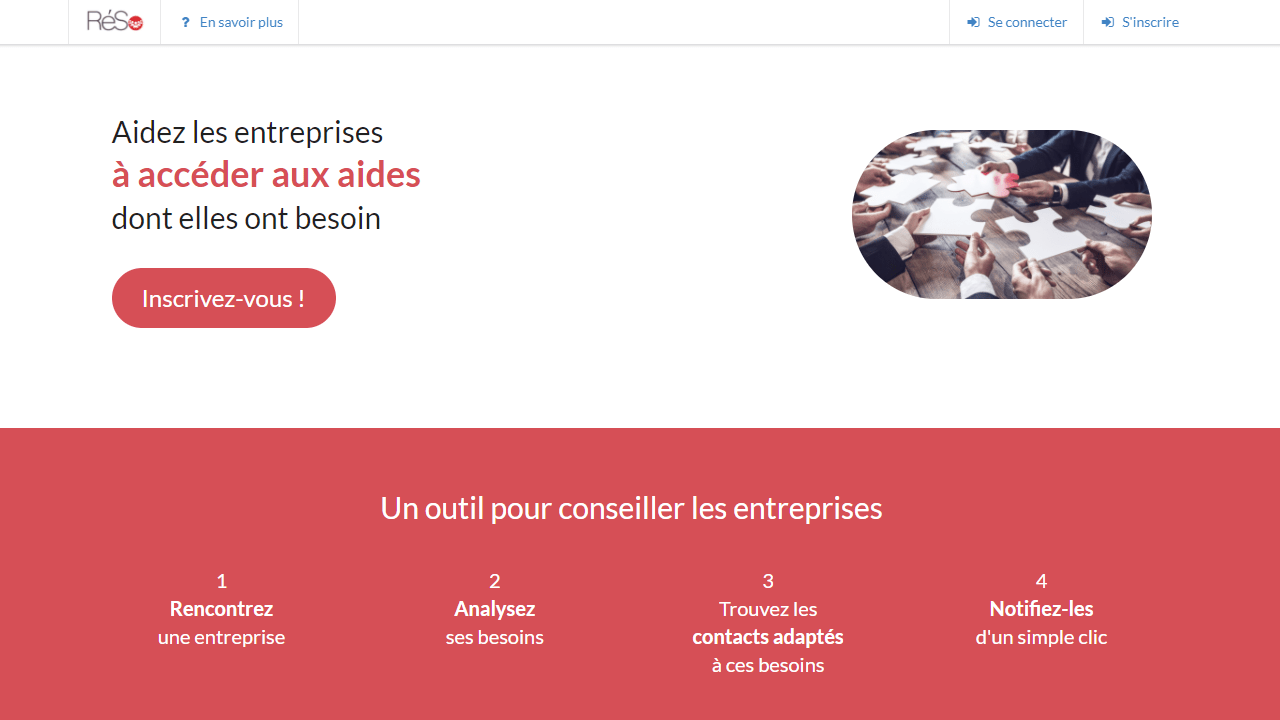 RéSo
? En savoir plus
Se connecter
S'inscrire
Aidez les entreprises
à accéder aux aides
dont elles ont besoin
Inscrivez-vous !
Un outil pour conseiller les entreprises
1
Rencontrez
une entreprise
2
Analysez
ses besoins
3
Trouvez les
contacts adaptés
à ces besoins
4
Notifiez-les
d'un simple clic